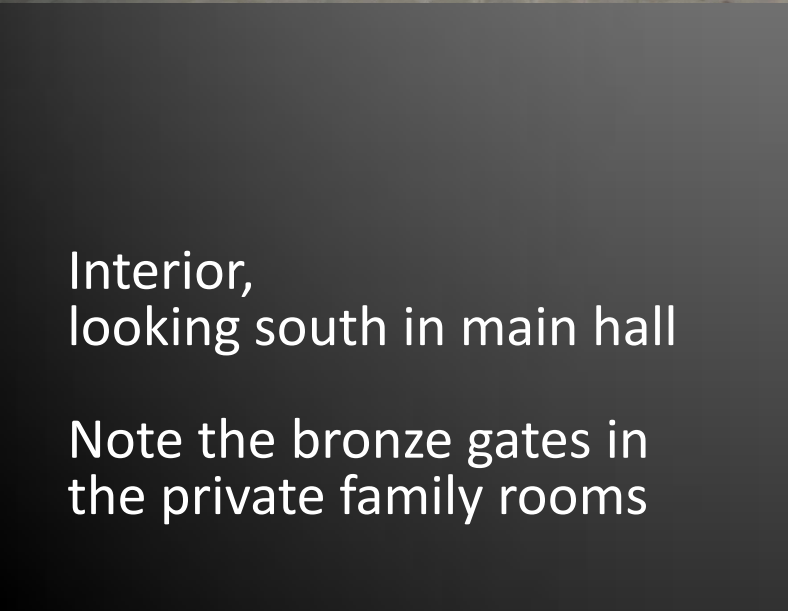 Interior,
looking south in main hall
Note the bronze gates in
the private family rooms